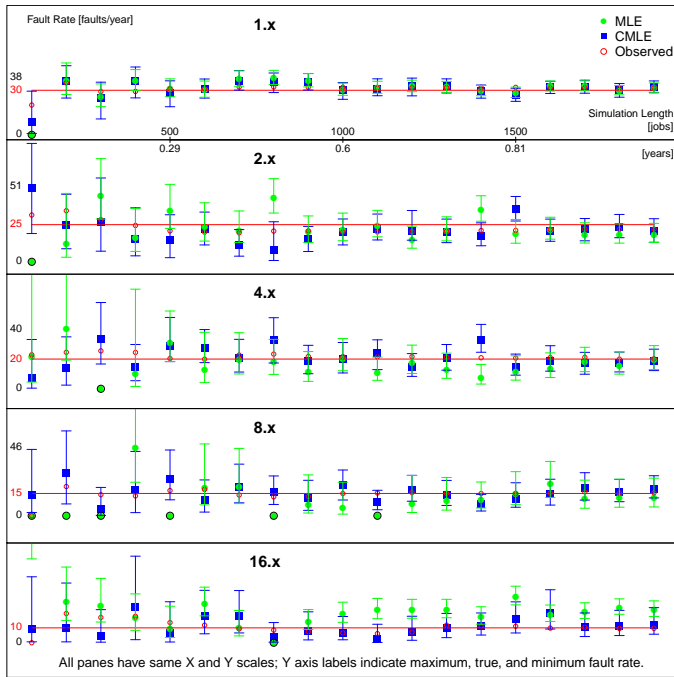 Fault Rate [faults/year]
1.x
MLE
CMLE
Observed
38
30
0
Simulation Length
[jobs]
500
1000
1500
0.29
0.6
0.81
[years]
2.x
51
25
0
4.x
40
20
0
8.x
46
15
0
16.x
10
0
All panes have same X and Y scales; Y axis labels indicate maximum, true, and minimum fault rate.